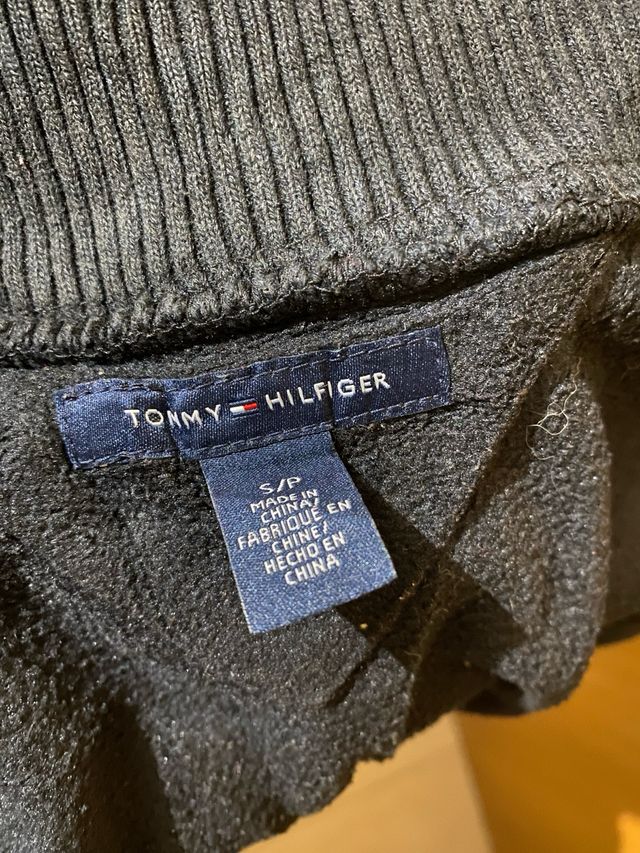 TOMMY HILFIGER
S/P
MADE IN
CHINA/
FABRIQUÉ EN
CHINE/
HECHO EN
CHINA